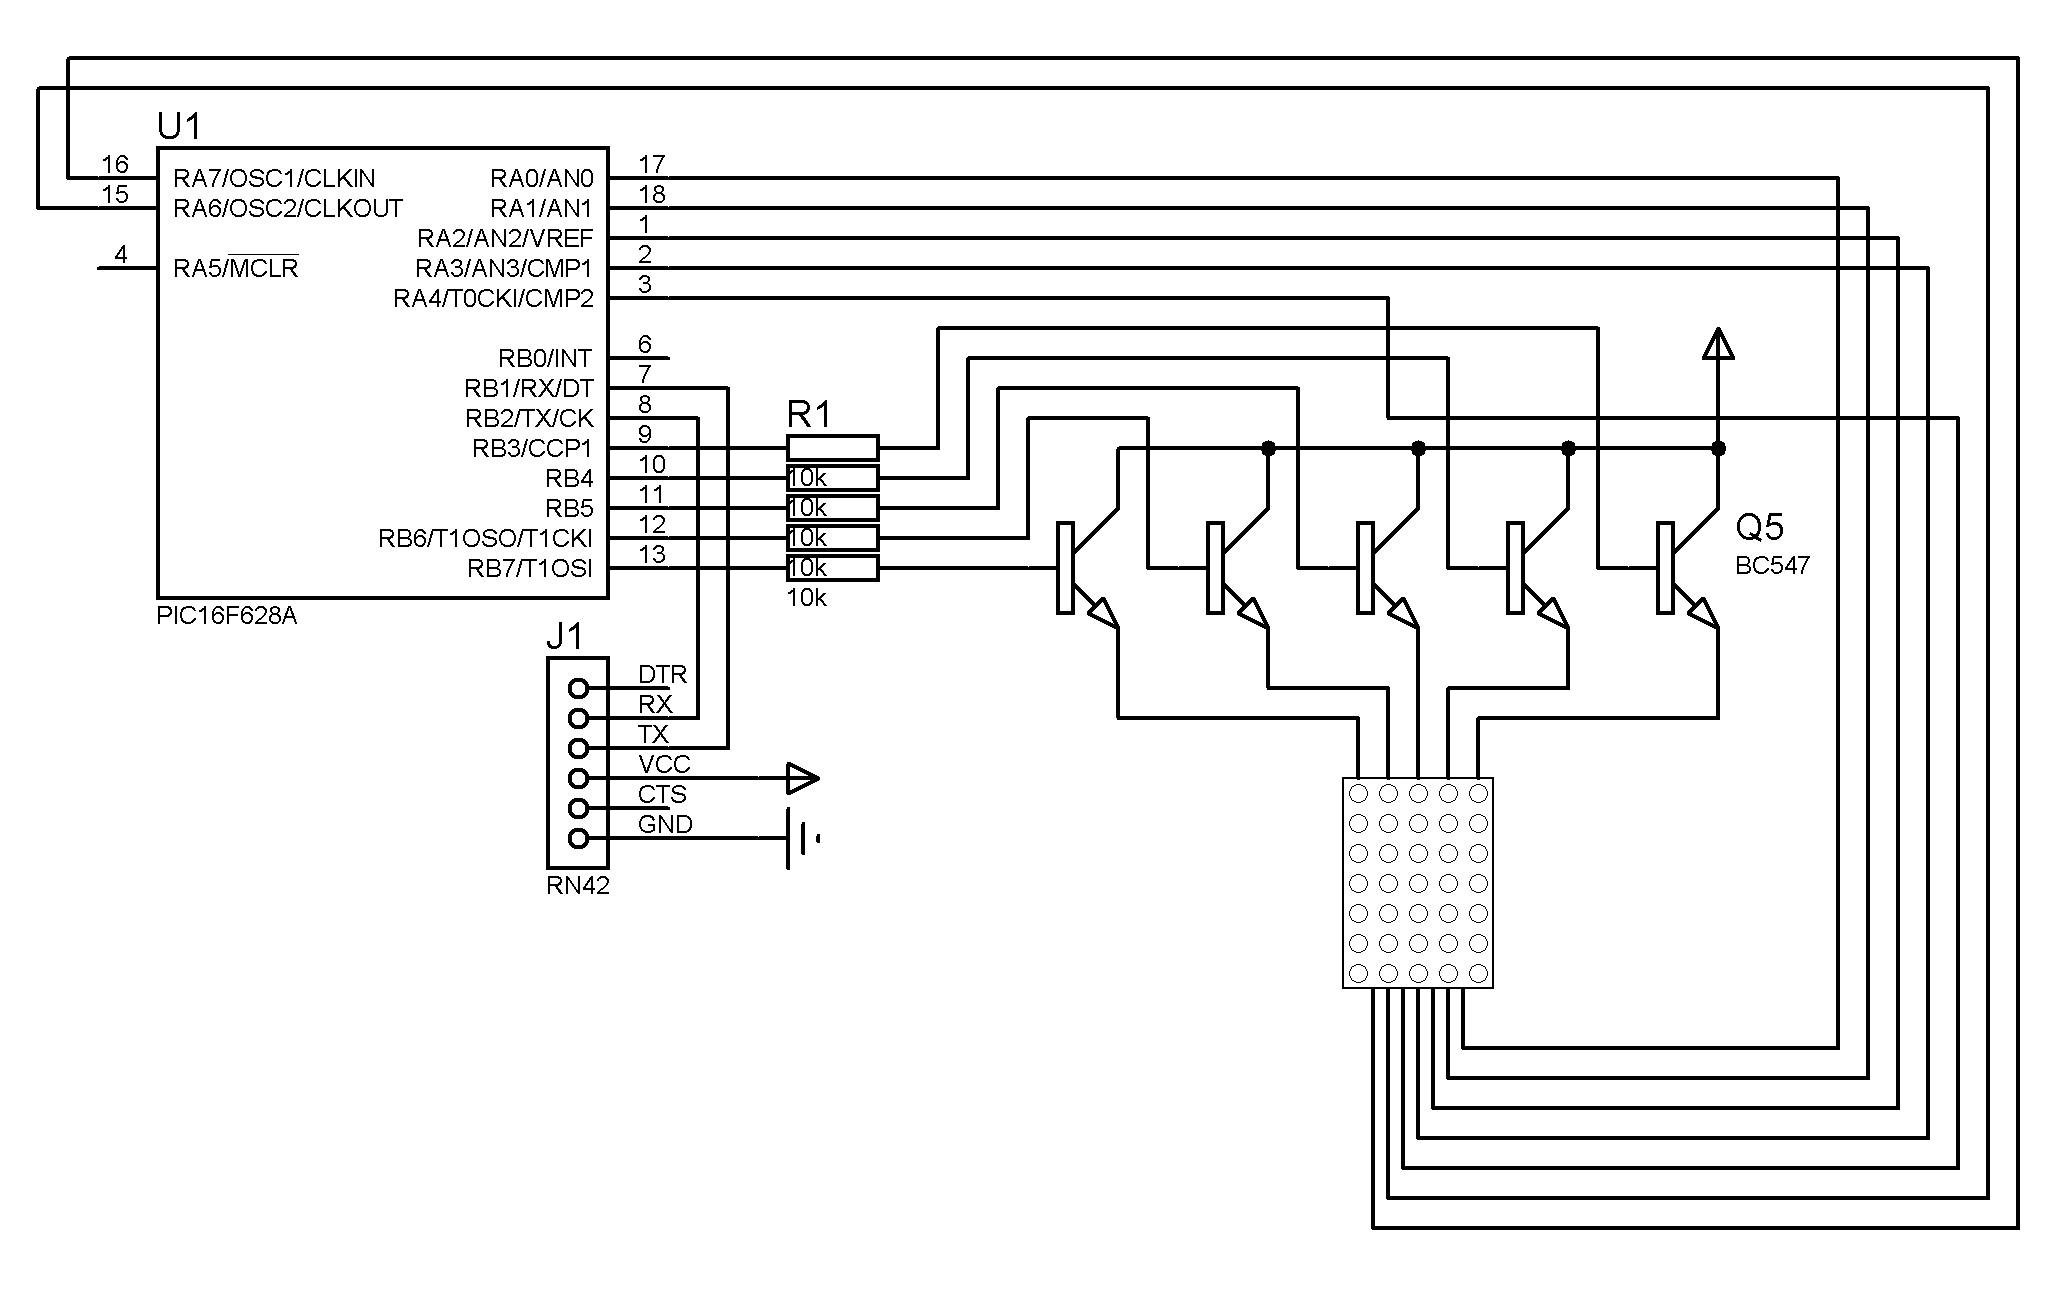 U1
16
RA7/OSC1/CLKIN
RA0/AN0
17
15
RA6/OSC2/CLKOUT
RA1/AN1
18
RA2/AN2/VREF
1
4
RA5/MCLR
RA3/AN3/CMP1
2
RA4/T0CKI/CMP2
3
RB0/INT
6
RB1/RX/DT
7
RB2/TX/CK
8
RB3/CCP1
9
RB4
10
RB5
11
RB6/T1OSO/T1CKI
12
RB7/T1OSI
13
PIC16F628A
R1
10k
10k
10k
10k
10k
Q5
BC547
J1
DTR
RX
TX
VCC
CTS
GND
RN42